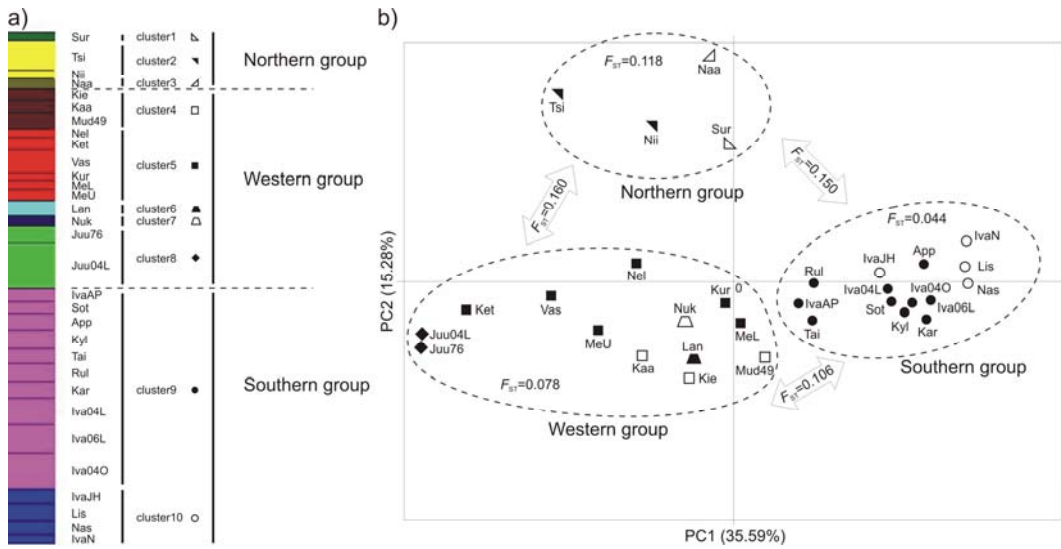 a)
Sur cluster1
Tsi cluster2
Nii
Naa cluster3
Northern group
Kie
Kaa cluster4
Mud49
Nel
Ket
Vas cluster5
Kur
MeL
MeU
Western group
Lan cluster6
Nuk cluster7
Juu76
Juu04L cluster8
IvaAP
Sot
App
Kyl
Tai
Rul
Kar cluster9
Iva04L
Iva06L
Iva04O
Southern group
IvaJH
Lis
Nas cluster10
IvaN
b)
FST=0.118
Naa
Tsi
Nii
Sur
Northern group
FST=0.160
FST=0.150
FST=0.044
IvaN
App
IvaJH
Lis
Rul
Nas
Iva04L
Iva04O
IvaAP
Sot
Iva06L
Tai
Kyl
Kar
Southern group
Nel
0
Kur
Ket
Vas
Nuk
MeL
MeU
Juu04L
Juu76
Lan
Kaa
Kie
Mud49
FST=0.078
FST=0.106
Western group
PC2 (15.28%)
PC1 (35.59%)